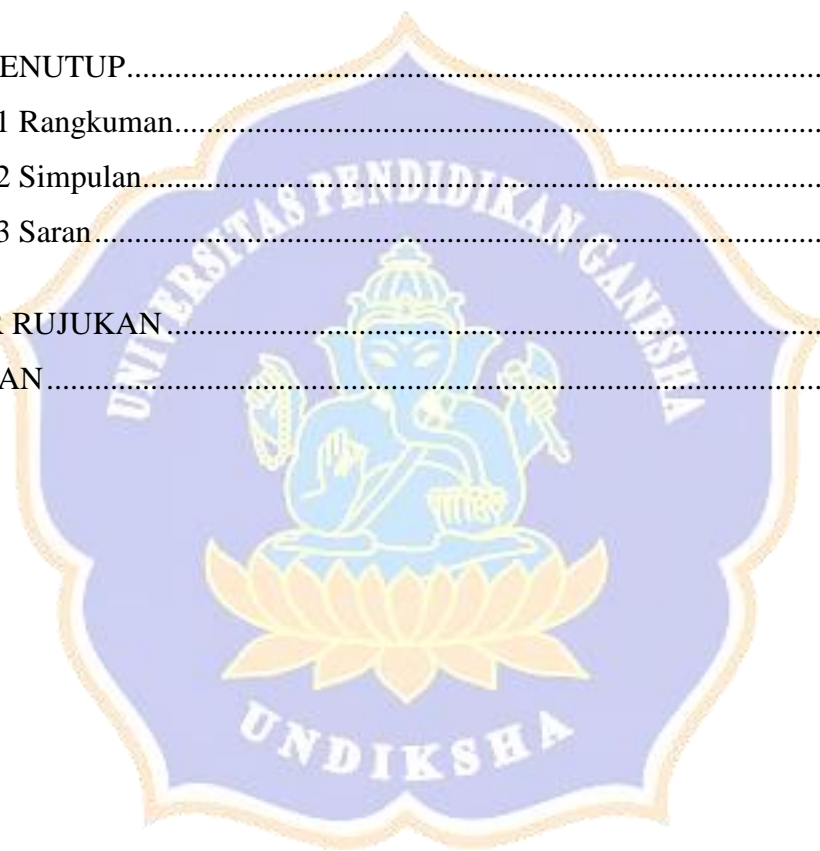 ENUTUP
1 Rangkuman
2 Simpulan
3 Saran
R RUJUKAN
AN
UNIVERSITAS PENDIDIKAN GANESHA
UNDIKSHA